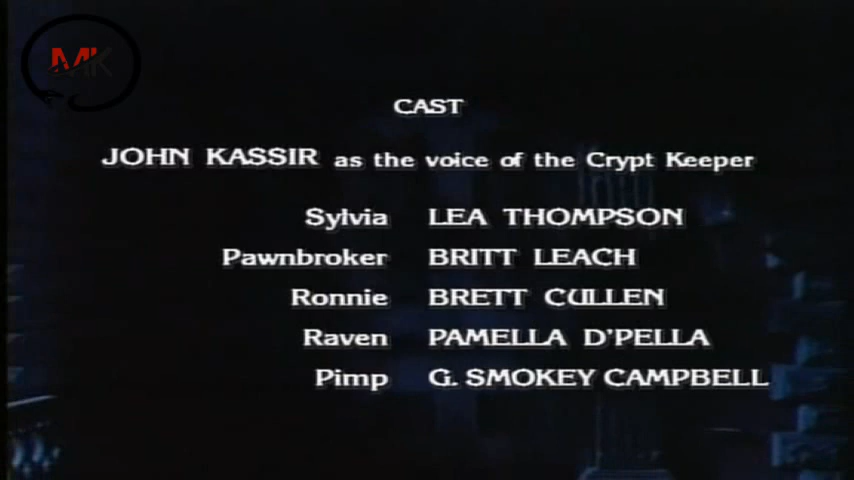 MK
CAST
JOHN KASSIR as the voice of the Crypt Keeper
Sylvia LEA THOMPSON
Pawnbroker BRITT LEACH
Ronnie BRETT CULLEN
Raven PAMELLA D'PELLA
Pimp G. SMOKEY CAMPBELL